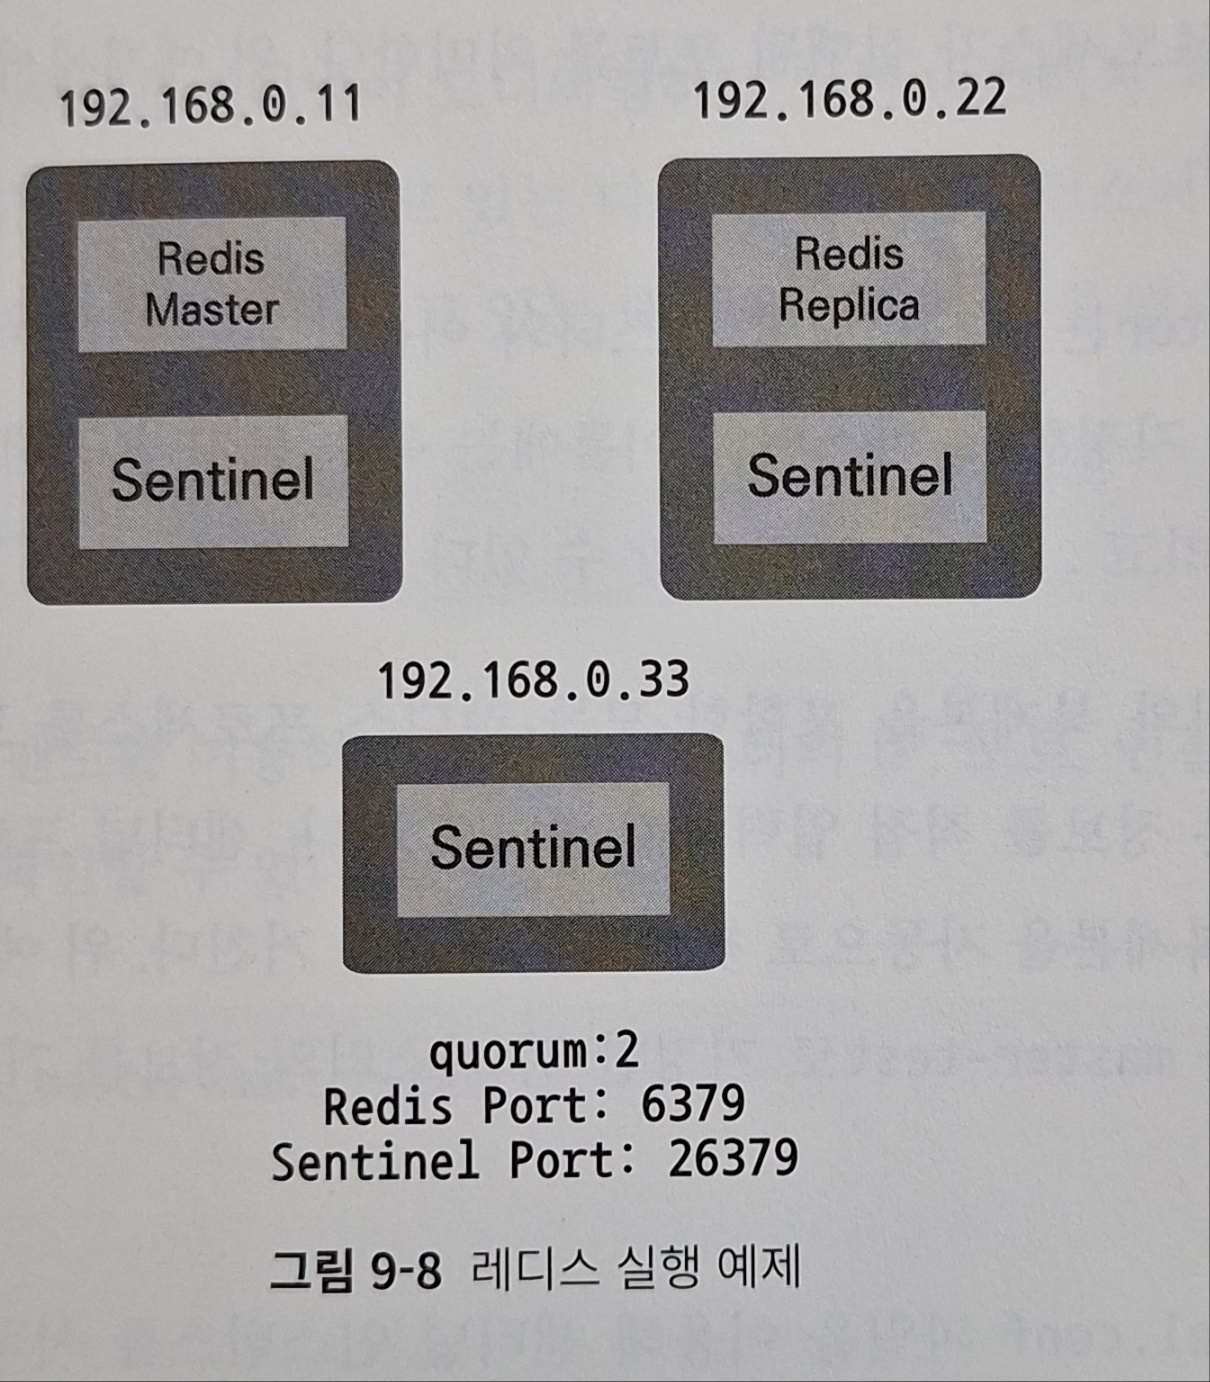 192.168.0.11
192.168.0.22
Redis
Master
Redis
Replica
Sentinel
Sentinel
192.168.0.33
Sentinel
quorum:2
Redis Port: 6379
Sentinel Port: 26379
그림 9-8 레디스 실행 예제